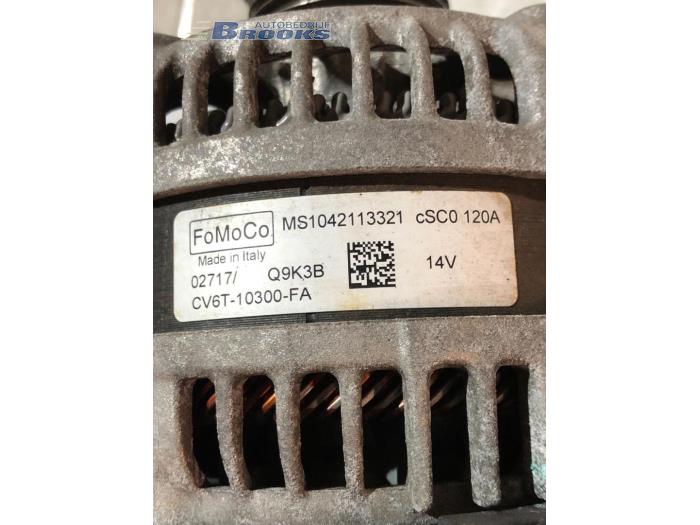 AUTOBEDRIJF
BROOKS
FoMoCo MS1042113321 cSC0 120A
Made in Italy
02717/ Q9K3B 14V
CV6T-10300-FA